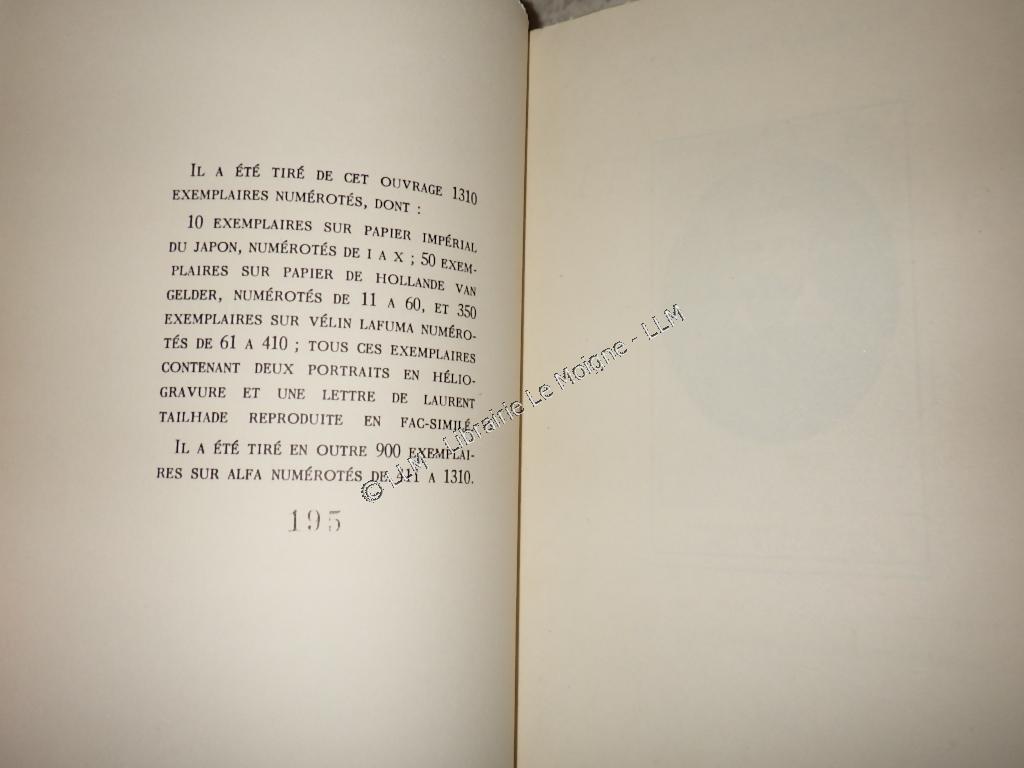 IL A ÉTÉ TIRÉ DE CET OUVRAGE 1310
EXEMPLAIRES NUMÉROTÉS, DONT :
10 EXEMPLAIRES SUR PAPIER IMPÉRIAL
DU JAPON, NUMÉROTÉS DE I A X ; 50 EXEM-
PLAIRES SUR PAPIER DE HOLLANDE VAN
GELDER, NUMÉROTÉS DE 11 A 60, ET 350
EXEMPLAIRES SUR VÉLIN LAFUMA NUMÉRO-
TÉS DE 61 A 410 ; TOUS CES EXEMPLAIRES
CONTENANT DEUX PORTRAITS EN HÉLIO-
GRAVURE ET UNE LETTRE DE LAURENT
TAILHADE REPRODUITE EN FAC-SIMILÉ.
IL A ÉTÉ TIRÉ EN OUTRE 900 EXEMPLAI-
RES SUR ALFA NUMÉROTÉS DE 411 A 1310.
195
© LLM - Librairie Le Moigne - LLM